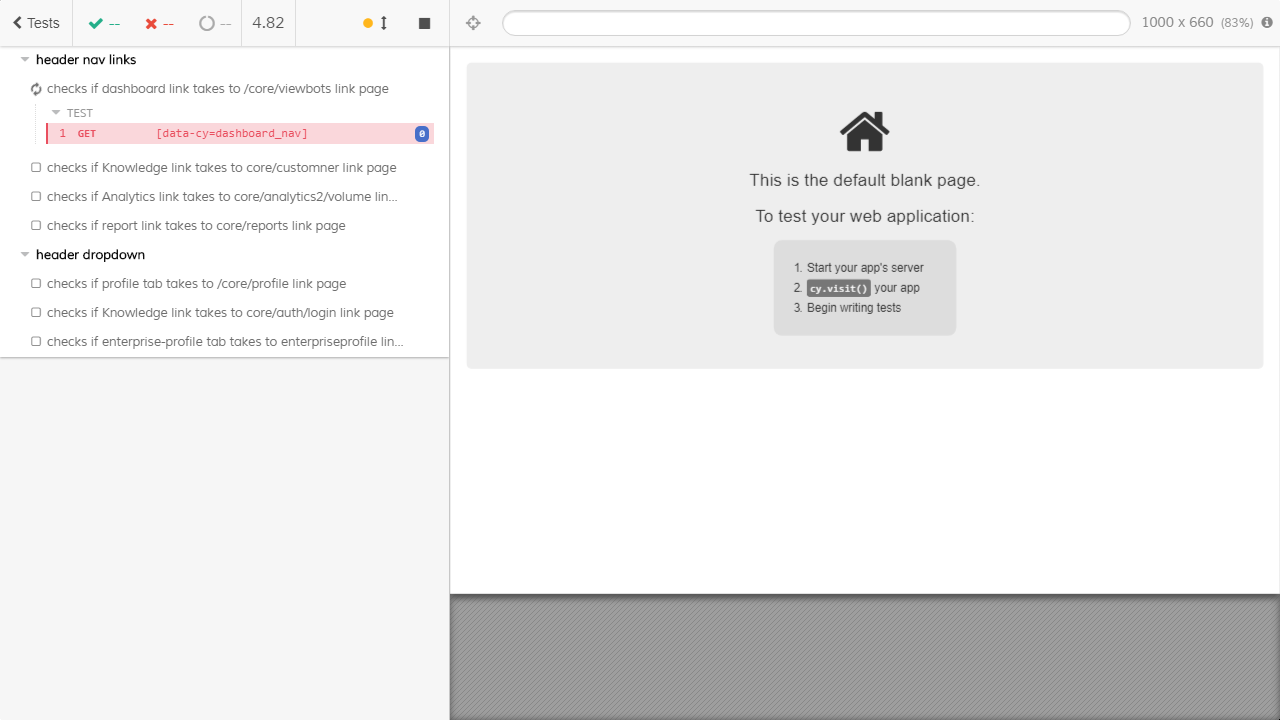 Tests -- -- -- 4.82
1000 x 660 (83%)
header nav links
checks if dashboard link takes to /core/viewbots link page
TEST
1 GET [data-cy=dashboard_nav] 0
checks if Knowledge link takes to core/customner link page
checks if Analytics link takes to core/analytics2/volume lin...
checks if report link takes to core/reports link page
header dropdown
checks if profile tab takes to /core/profile link page
checks if Knowledge link takes to core/auth/login link page
checks if enterprise-profile tab takes to enterpriseprofile lin...
This is the default blank page.
To test your web application:
1. Start your app's server
2. cy.visit() your app
3. Begin writing tests